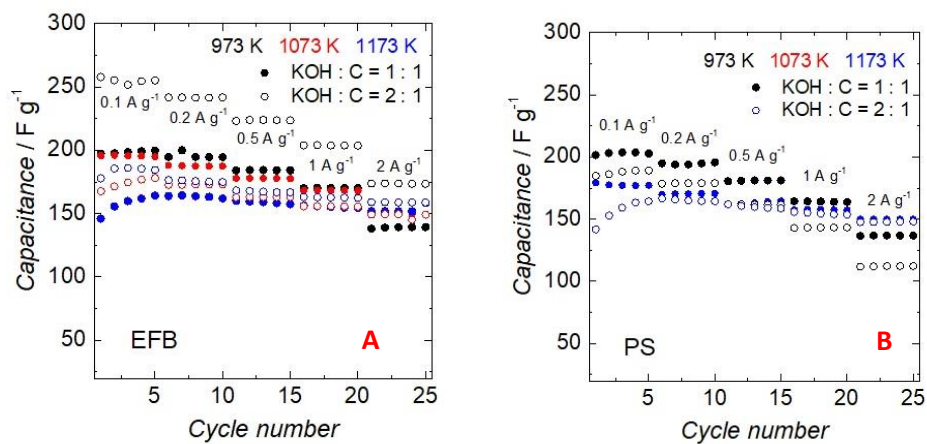 300
250
200
150
100
50
Capacitance / F g⁻¹
973 K 1073 K 1173 K
KOH : C = 1 : 1
KOH : C = 2 : 1
0.1 A g⁻¹
0.2 A g⁻¹
0.5 A g⁻¹
1 A g⁻¹
2 A g⁻¹
EFB
A
5 10 15 20 25
Cycle number
300
250
200
150
100
50
Capacitance / F g⁻¹
973 K 1073 K 1173 K
KOH : C = 1 : 1
KOH : C = 2 : 1
0.1 A g⁻¹
0.2 A g⁻¹
0.5 A g⁻¹
1 A g⁻¹
2 A g⁻¹
PS
B
5 10 15 20 25
Cycle number